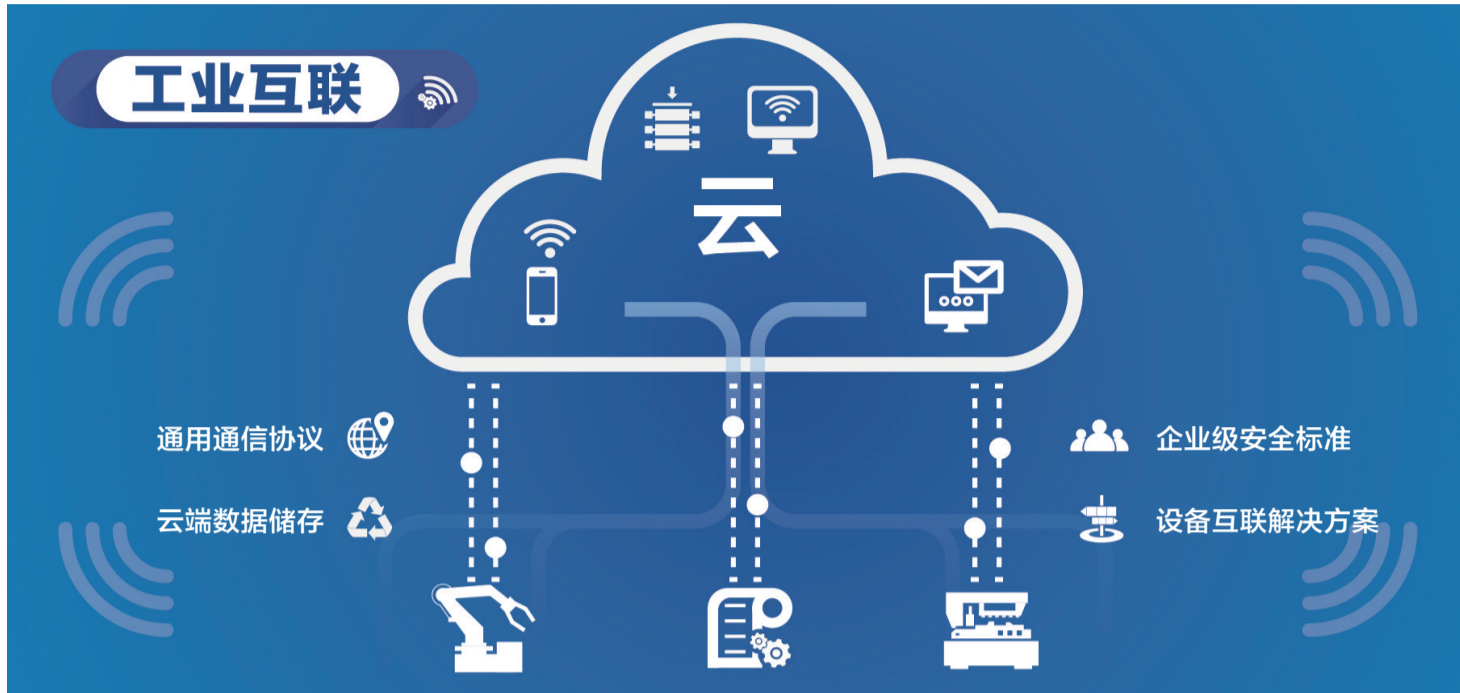 工业互联
云
通用通信协议
云端数据储存
企业级安全标准
设备互联解决方案